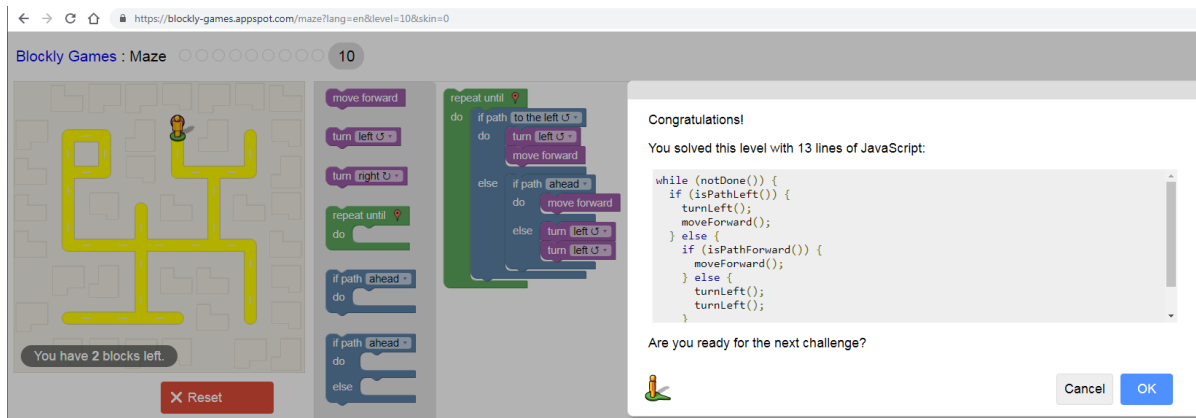 https://blockly-games.appspot.com/maze?lang=en&level=10&skin=0
Blockly Games : Maze 10
move forward
turn left ↺
turn right ↻
repeat until
do
if path ahead
do
if path ahead
do
else
repeat until
do if path to the left ↺
do turn left ↺
move forward
else if path ahead
do move forward
else turn left ↺
turn left ↺
You have 2 blocks left.
Reset
Congratulations!
You solved this level with 13 lines of JavaScript:
while (notDone()) {
if (isPathLeft()) {
turnLeft();
moveForward();
} else {
if (isPathForward()) {
moveForward();
} else {
turnLeft();
turnLeft();
}
Are you ready for the next challenge?
Cancel OK